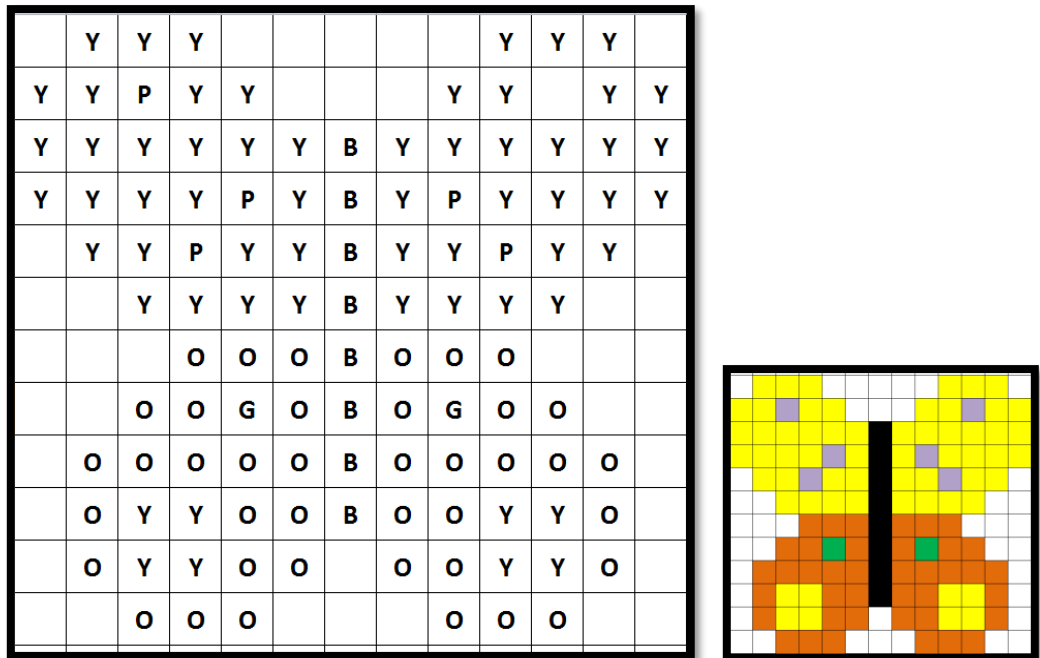 Y Y Y Y Y Y
Y Y P Y Y Y Y Y Y
Y Y Y Y Y Y B Y Y Y Y Y Y
Y Y Y Y P Y B Y P Y Y Y Y
Y Y P Y Y B Y Y P Y Y
Y Y Y Y B Y Y Y Y
O O O B O O O
O O G O B O G O O
O O O O O B O O O O O
O Y Y O O B O O Y Y O
O Y Y O O O O Y Y O
O O O O O O